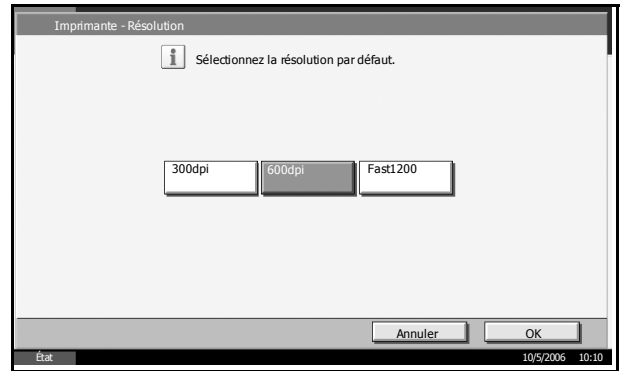 Imprimante - Résolution
Sélectionnez la résolution par défaut.
300dpi 600dpi Fast1200
Annuler OK
État 10/5/2006 10:10